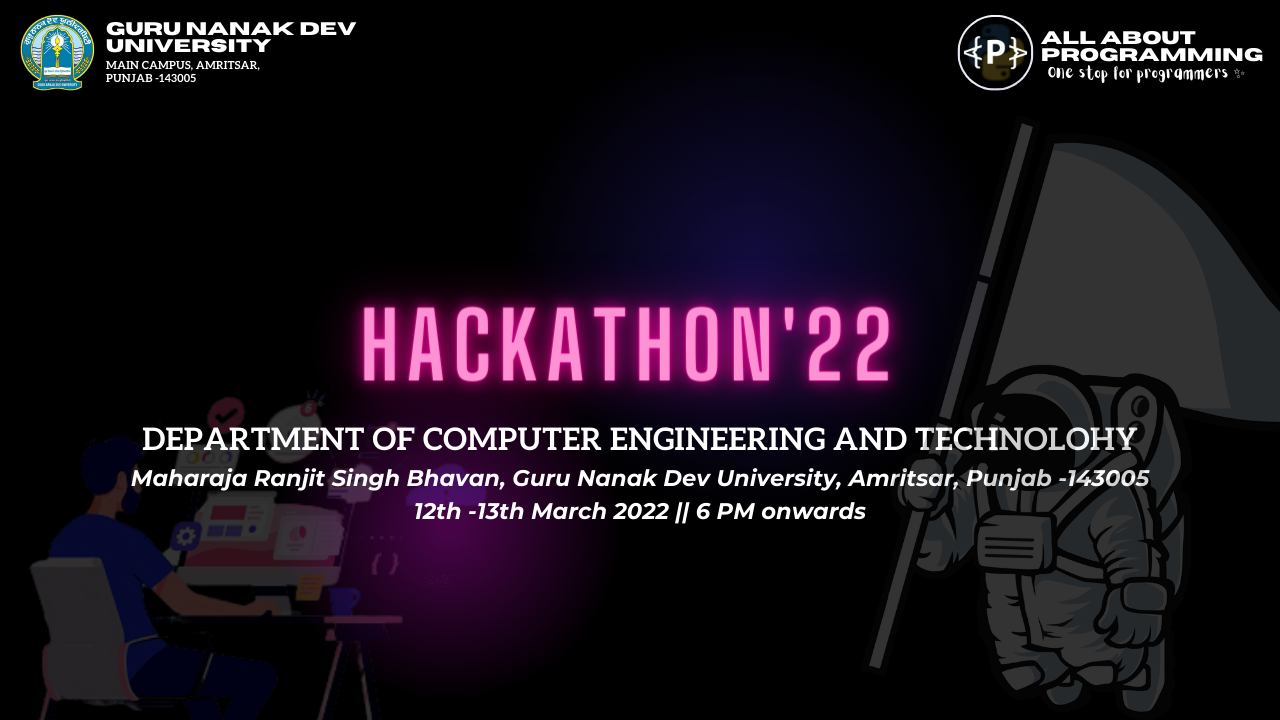 GURU NANAK DEV
UNIVERSITY
MAIN CAMPUS, AMRITSAR,
PUNJAB -143005
{P}
ALL ABOUT
PROGRAMMING
One stop for programmers
HACKATHON'22
DEPARTMENT OF COMPUTER ENGINEERING AND TECHNOLOHY
Maharaja Ranjit Singh Bhavan, Guru Nanak Dev University, Amritsar, Punjab -143005
12th -13th March 2022 || 6 PM onwards
{ }